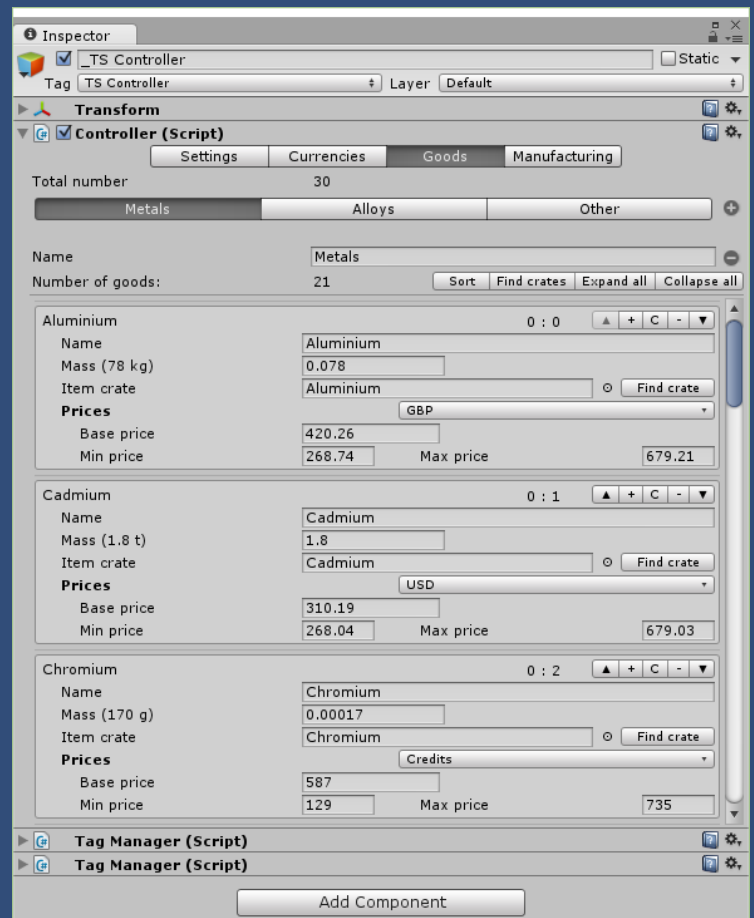 Inspector
_TS Controller Static
Tag TS Controller Layer Default
Transform
Controller (Script)
Settings Currencies Goods Manufacturing
Total number 30
Metals Alloys Other
Name Metals
Number of goods: 21 Sort Find crates Expand all Collapse all
Aluminium 0 : 0 ▲ + C - ▼
Name Aluminium
Mass (78 kg) 0.078
Item crate Aluminium Find crate
Prices GBP
Base price 420.26
Min price 268.74 Max price 679.21
Cadmium 0 : 1 ▲ + C - ▼
Name Cadmium
Mass (1.8 t) 1.8
Item crate Cadmium Find crate
Prices USD
Base price 310.19
Min price 268.04 Max price 679.03
Chromium 0 : 2 ▲ + C - ▼
Name Chromium
Mass (170 g) 0.00017
Item crate Chromium Find crate
Prices Credits
Base price 587
Min price 129 Max price 735
C# Tag Manager (Script)
C# Tag Manager (Script)
Add Component